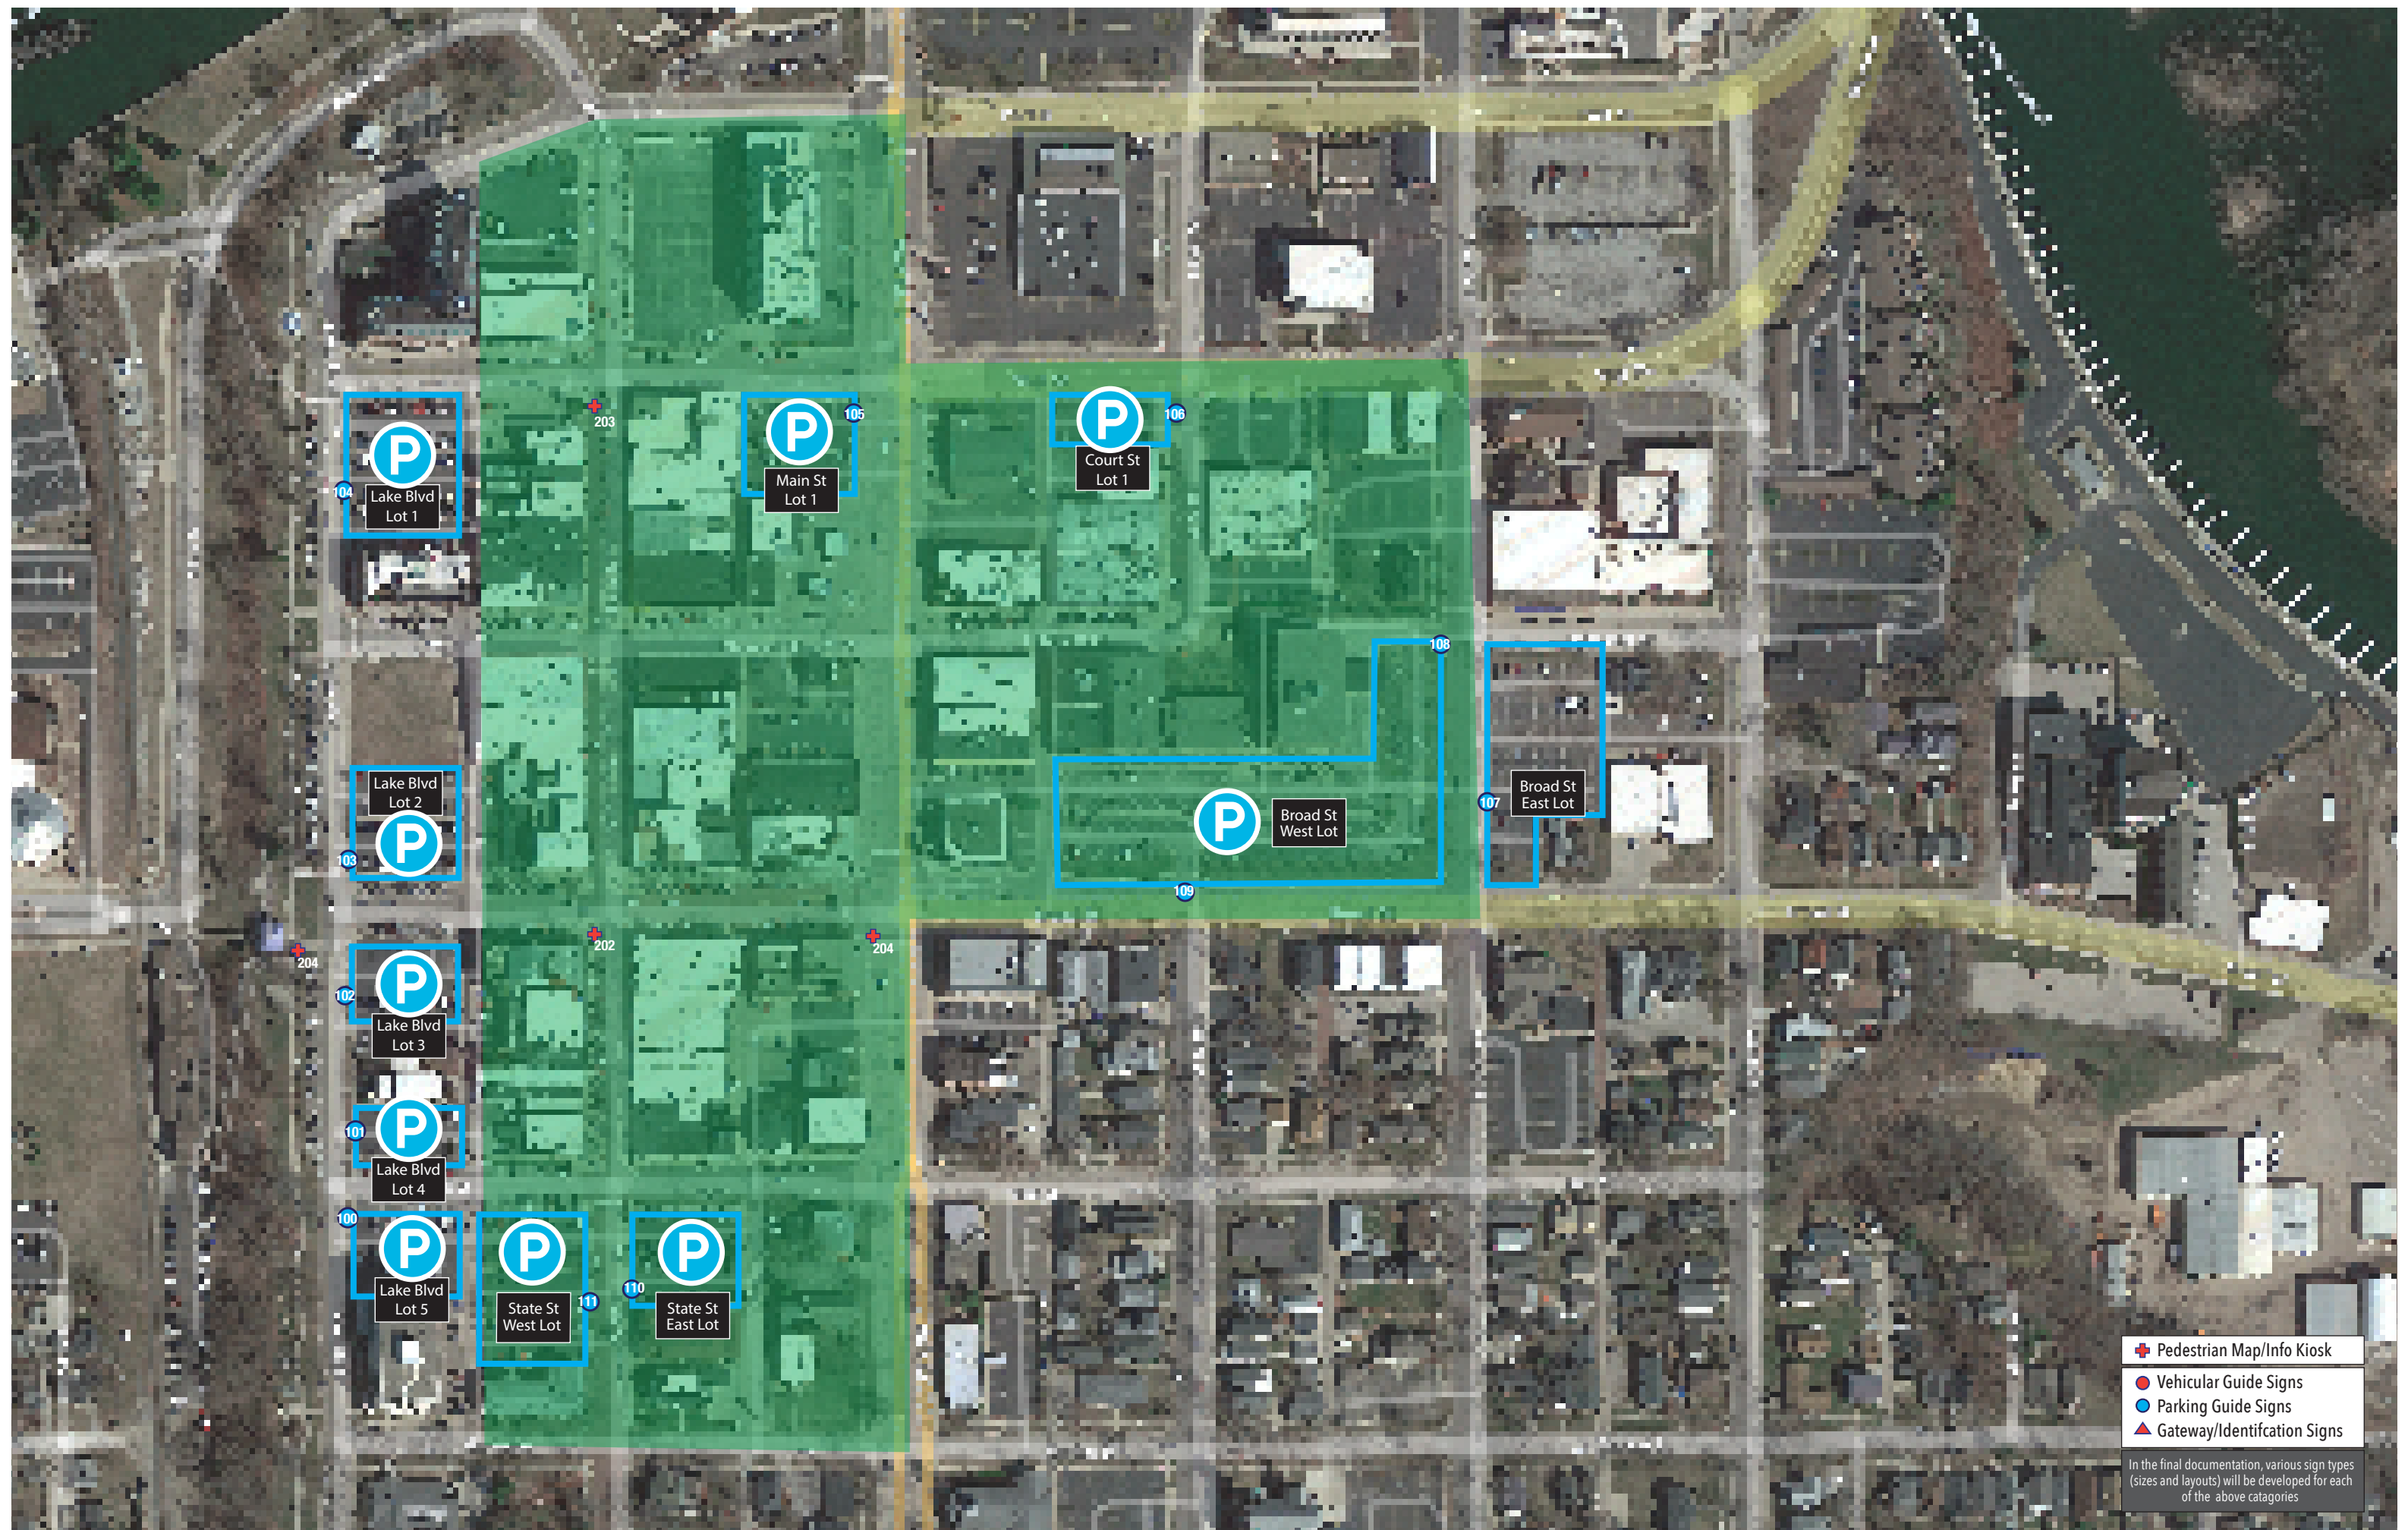 203
105
106
P
Main St
Lot 1
P
Court St
Lot 1
P
104
Lake Blvd
Lot 1
108
Lake Blvd
Lot 2
P
103
P
Broad St
West Lot
107
Broad St
East Lot
109
204
202
204
102
P
Lake Blvd
Lot 3
101
P
Lake Blvd
Lot 4
100
P
Lake Blvd
Lot 5
P
State St
West Lot
111
110
P
State St
East Lot
Pedestrian Map/Info Kiosk
Vehicular Guide Signs
Parking Guide Signs
Gateway/Identifcation Signs
In the final documentation, various sign types
(sizes and layouts) will be developed for each
of the above catagories